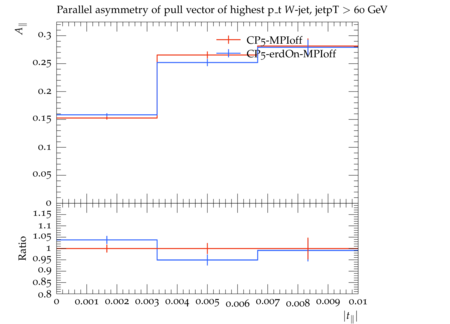 Parallel asymmetry of pull vector of highest p_t W-jet, jetpT > 60 GeV
A∥
0.3
CP5-MPIoff
CP5-erdOn-MPIoff
0.25
0.2
0.15
0.1
0.05
0
Ratio
1.15
1.1
1.05
1
0.95
0.9
0.85
0.8
0 0.001 0.002 0.003 0.004 0.005 0.006 0.007 0.008 0.009 0.01
|t∥|